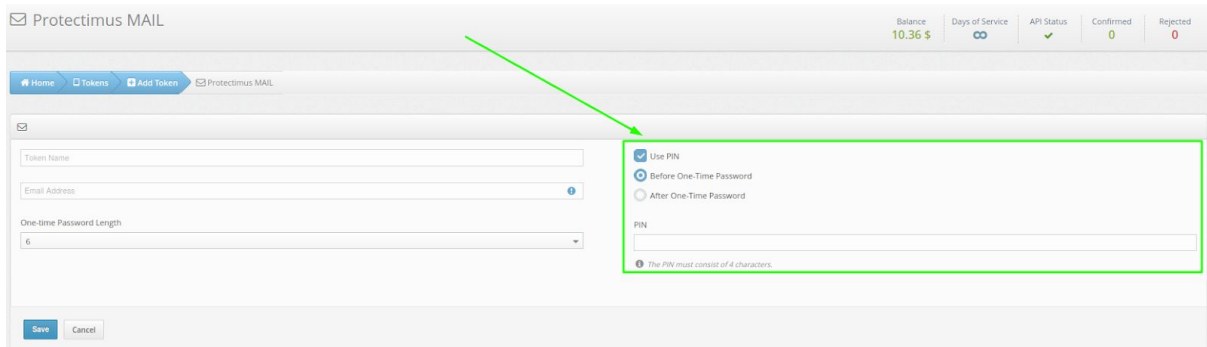 Protectimus MAIL
Balance Days of Service API Status Confirmed Rejected
10.36 $ 0 0
Home Tokens Add Token Protectimus MAIL
Token Name
Email Address
One-time Password Length
6
Use PIN
Before One-Time Password
After One-Time Password
PIN
The PIN must consist of 4 characters.
Save Cancel